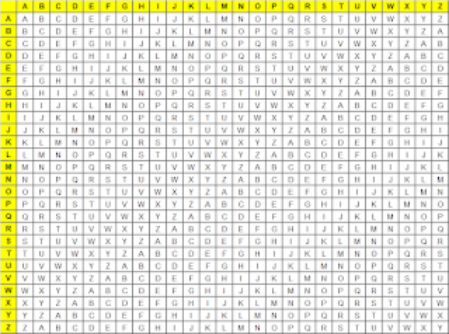 A B C D E F G H I J K L M N O P Q R S T U V W X Y Z
A A B C D E F G H I J K L M N O P Q R S T U V W X Y Z
B B C D E F G H I J K L M N O P Q R S T U V W X Y Z A
C C D E F G H I J K L M N O P Q R S T U V W X Y Z A B
D D E F G H I J K L M N O P Q R S T U V W X Y Z A B C
E E F G H I J K L M N O P Q R S T U V W X Y Z A B C D
F F G H I J K L M N O P Q R S T U V W X Y Z A B C D E
G G H I J K L M N O P Q R S T U V W X Y Z A B C D E F
H H I J K L M N O P Q R S T U V W X Y Z A B C D E F G
I I J K L M N O P Q R S T U V W X Y Z A B C D E F G H
J J K L M N O P Q R S T U V W X Y Z A B C D E F G H I
K K L M N O P Q R S T U V W X Y Z A B C D E F G H I J
L L M N O P Q R S T U V W X Y Z A B C D E F G H I J K
M M N O P Q R S T U V W X Y Z A B C D E F G H I J K L
N N O P Q R S T U V W X Y Z A B C D E F G H I J K L M
O O P Q R S T U V W X Y Z A B C D E F G H I J K L M N
P P Q R S T U V W X Y Z A B C D E F G H I J K L M N O
Q Q R S T U V W X Y Z A B C D E F G H I J K L M N O P
R R S T U V W X Y Z A B C D E F G H I J K L M N O P Q
S S T U V W X Y Z A B C D E F G H I J K L M N O P Q R
T T U V W X Y Z A B C D E F G H I J K L M N O P Q R S
U U V W X Y Z A B C D E F G H I J K L M N O P Q R S T
V V W X Y Z A B C D E F G H I J K L M N O P Q R S T U
W W X Y Z A B C D E F G H I J K L M N O P Q R S T U V
X X Y Z A B C D E F G H I J K L M N O P Q R S T U V W
Y Y Z A B C D E F G H I J K L M N O P Q R S T U V W X
Z Z A B C D E F G H I J K L M N O P Q R S T U V W X Y